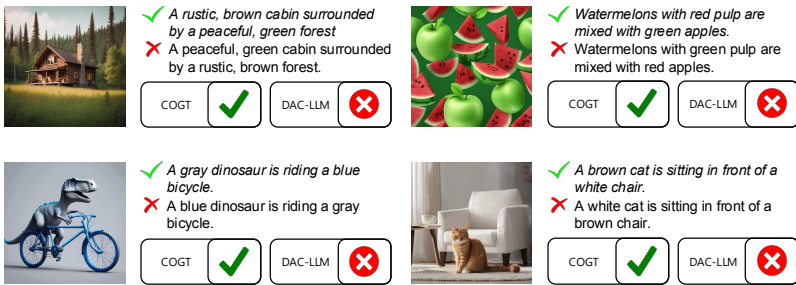 A rustic, brown cabin surrounded
by a peaceful, green forest
A peaceful, green cabin surrounded
by a rustic, brown forest.
COGT
DAC-LLM
Watermelons with red pulp are
mixed with green apples.
Watermelons with green pulp are
mixed with red apples.
COGT
DAC-LLM
A gray dinosaur is riding a blue
bicycle.
A blue dinosaur is riding a gray
bicycle.
COGT
DAC-LLM
A brown cat is sitting in front of a
white chair.
A white cat is sitting in front of a
brown chair.
COGT
DAC-LLM